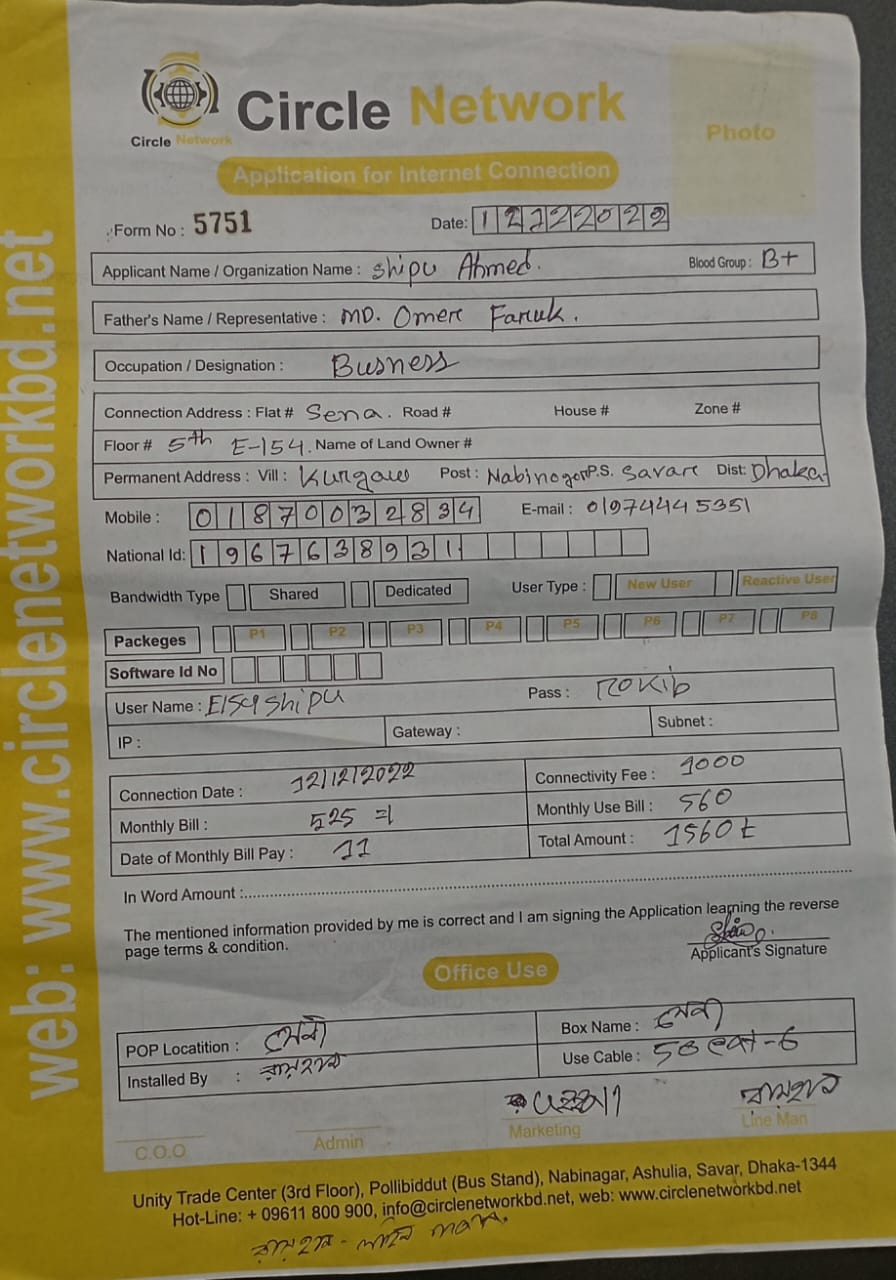 web: www.circlenetworkbd.net
Circle Network
Circle Network
Photo
Application for Internet Connection
Form No : 5751 Date: 12122022
Applicant Name / Organization Name : Shipu Ahmed. Blood Group : B+
Father's Name / Representative : MD. Omere Faruk.
Occupation / Designation : Busness
Connection Address : Flat # Sena. Road # House # Zone #
Floor # 5th E-154. Name of Land Owner #
Permanent Address : Vill : Kurgaw Post : Nabinogor P.S. Savare Dist: Dhaka
Mobile : 01870032834 E-mail : 01974445351
National Id: 1967638931
Bandwidth Type Shared Dedicated User Type : New User Reactive User
Packeges P1 P2 P3 P4 P5 P6 P7 P8
Software Id No
User Name : E154shipu Pass : Rokib
IP : Gateway : Subnet :
Connection Date : 12/12/2022 Connectivity Fee : 1000
Monthly Bill : 525 =/ Monthly Use Bill : 560
Date of Monthly Bill Pay : 11 Total Amount : 1560 t
In Word Amount :
The mentioned information provided by me is correct and I am signing the Application learning the reverse
page terms & condition.
Applicant's Signature
Office Use
POP Locatition : Box Name :
Installed By : রায়হান Use Cable :
রায়হান
C.O.O Admin Marketing Line Man
Unity Trade Center (3rd Floor), Pollibiddut (Bus Stand), Nabinagar, Ashulia, Savar, Dhaka-1344
Hot-Line: + 09611 800 900, info@circlenetworkbd.net, web: www.circlenetworkbd.net
রায়হান - লাইন man.